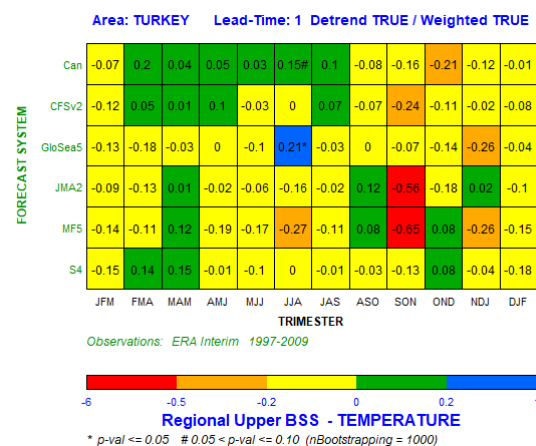 Area: TURKEY Lead-Time: 1 Detrend TRUE / Weighted TRUE
FORECAST SYSTEM
Can -0.07 0.2 0.04 0.05 0.03 0.15# 0.1 -0.08 -0.16 -0.21 -0.12 -0.01
CFSv2 -0.12 0.05 0.01 0.1 -0.03 0 0.07 -0.07 -0.24 -0.11 -0.02 -0.08
GloSea5 -0.13 -0.18 -0.03 0 -0.1 0.21* -0.03 0 -0.07 -0.14 -0.26 -0.04
JMA2 -0.09 -0.13 0.01 -0.02 -0.06 -0.16 -0.02 0.12 -0.56 -0.18 0.02 -0.1
MF5 -0.14 -0.11 0.12 -0.19 -0.17 -0.27 -0.11 0.08 -0.65 0.08 -0.26 -0.15
S4 -0.15 0.14 0.15 -0.01 -0.1 0 -0.01 -0.03 -0.13 0.08 -0.04 -0.18
JFM FMA MAM AMJ MJJ JJA JAS ASO SON OND NDJ DJF
TRIMESTER
Observations: ERA Interim 1997-2009
-6 -0.5 -0.2 0 0.2
Regional Upper BSS - TEMPERATURE
* p-val <= 0.05 # 0.05 < p-val <= 0.10 (nBootstrapping = 1000)